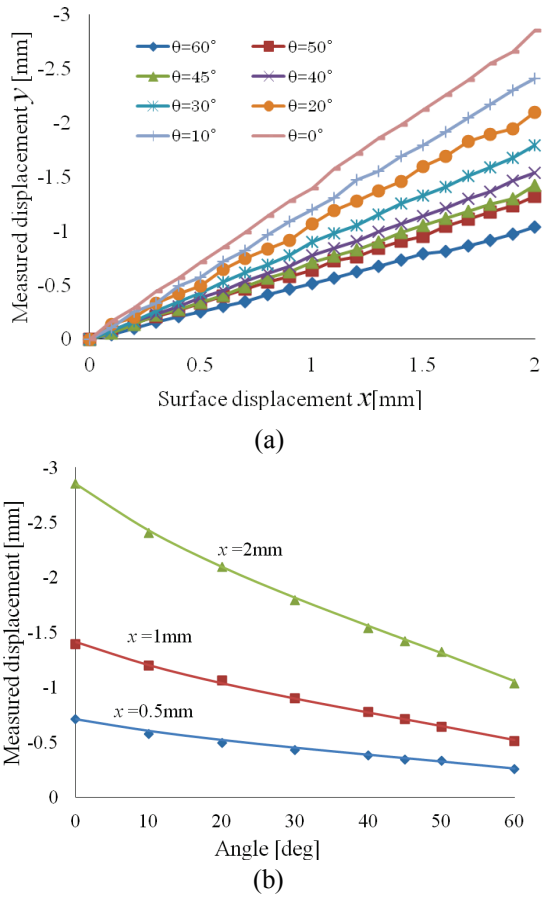 -3
-2.5
-2
-1.5
-1
-0.5
0
Measured displacement y [mm]
θ=60° θ=50°
θ=45° θ=40°
θ=30° θ=20°
θ=10° θ=0°
0 0.5 1 1.5 2
Surface displacement x[mm]
(a)
-3
-2.5
-2
-1.5
-1
-0.5
0
Measured displacement [mm]
x =2mm
x =1mm
x =0.5mm
0 10 20 30 40 50 60
Angle [deg]
(b)